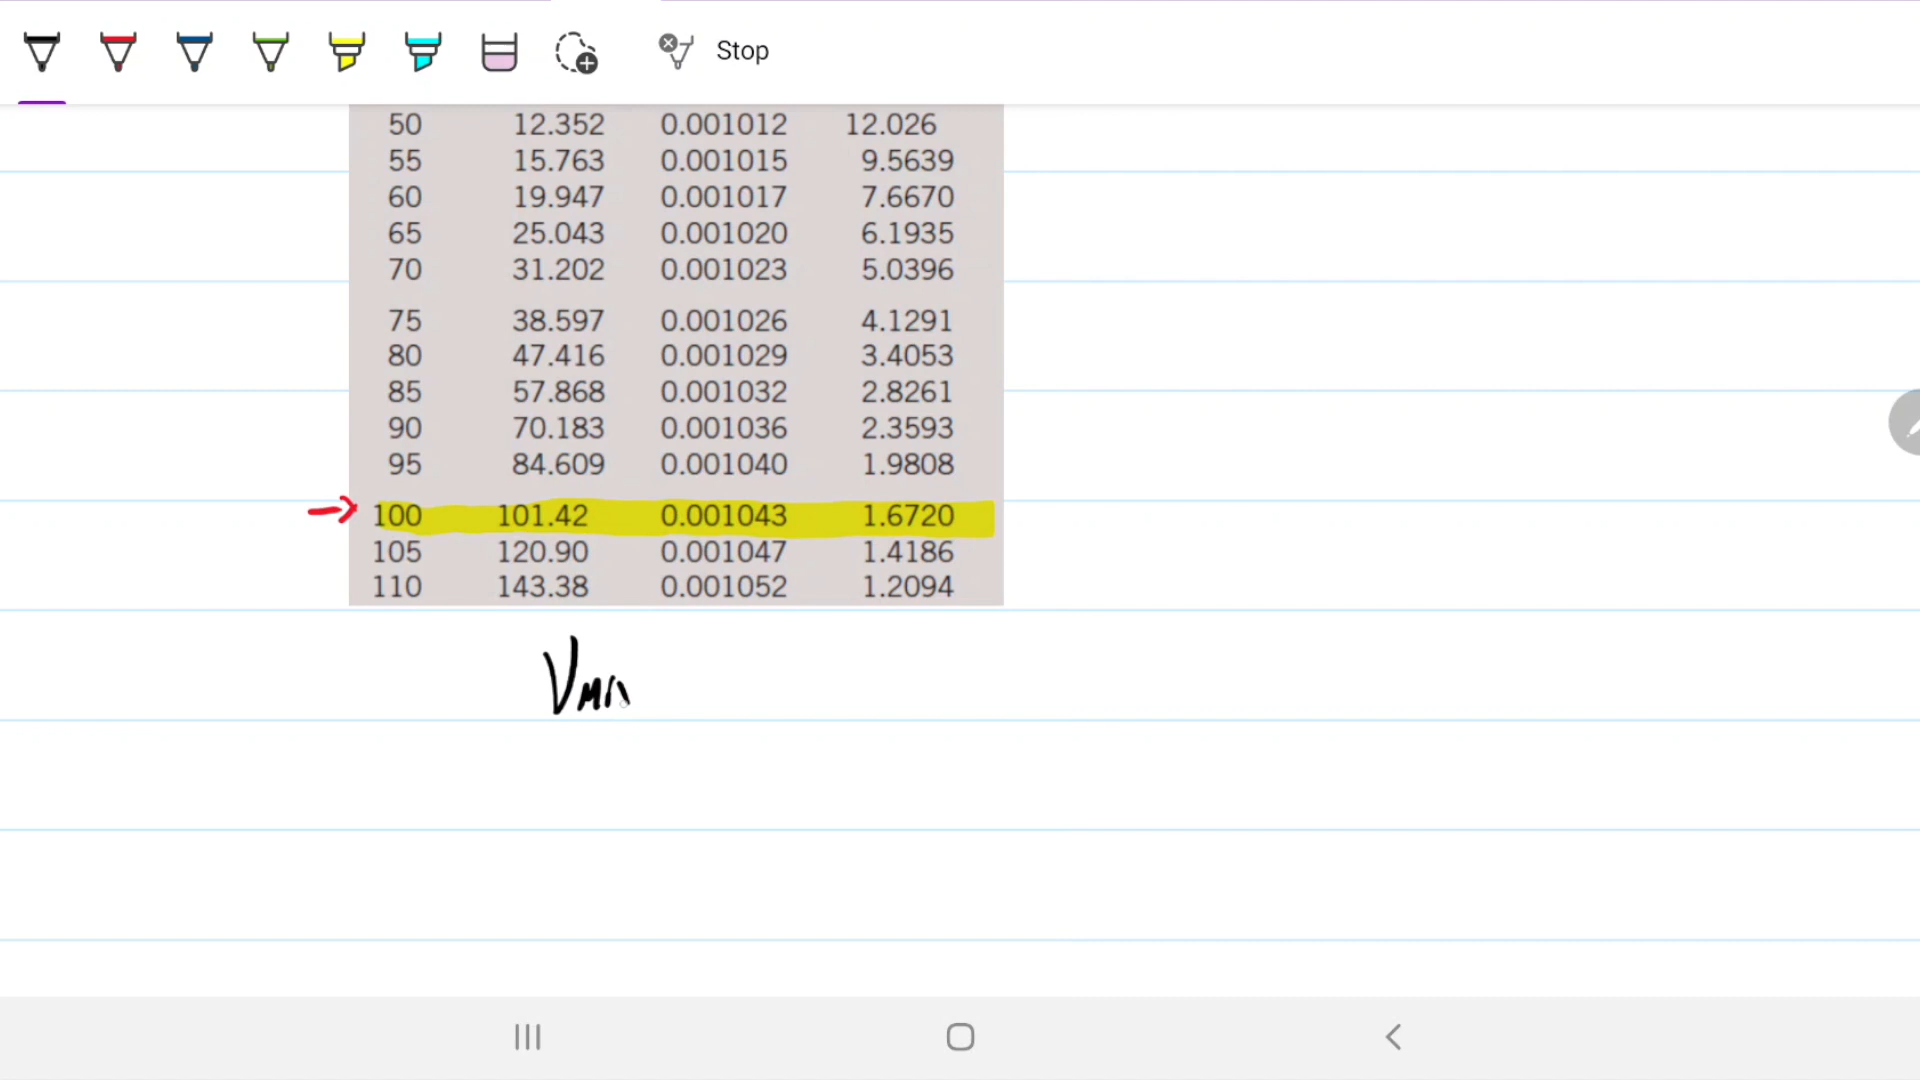 Stop
50 12.352 0.001012 12.026
55 15.763 0.001015 9.5639
60 19.947 0.001017 7.6670
65 25.043 0.001020 6.1935
70 31.202 0.001023 5.0396
75 38.597 0.001026 4.1291
80 47.416 0.001029 3.4053
85 57.868 0.001032 2.8261
90 70.183 0.001036 2.3593
95 84.609 0.001040 1.9808
100 101.42 0.001043 1.6720
105 120.90 0.001047 1.4186
110 143.38 0.001052 1.2094